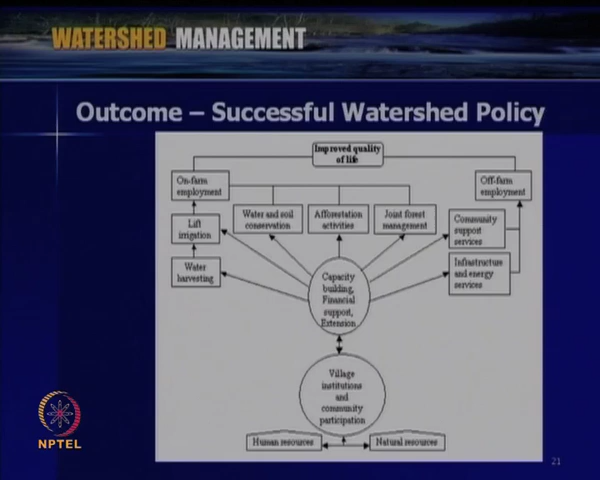 WATERSHED MANAGEMENT
Outcome – Successful Watershed Policy
Improved quality
of life
On-farm
employment
Off-farm
employment
Lift
irrigation
Water and soil
conservation
Afforestation
activities
Joint forest
management
Community
support
services
Water
harvesting
Capacity
building,
Financial
support,
Extension
Infrastructure
and energy
services
Village
institutions
and
community
participation
Human resources
Natural resources
NPTEL
21